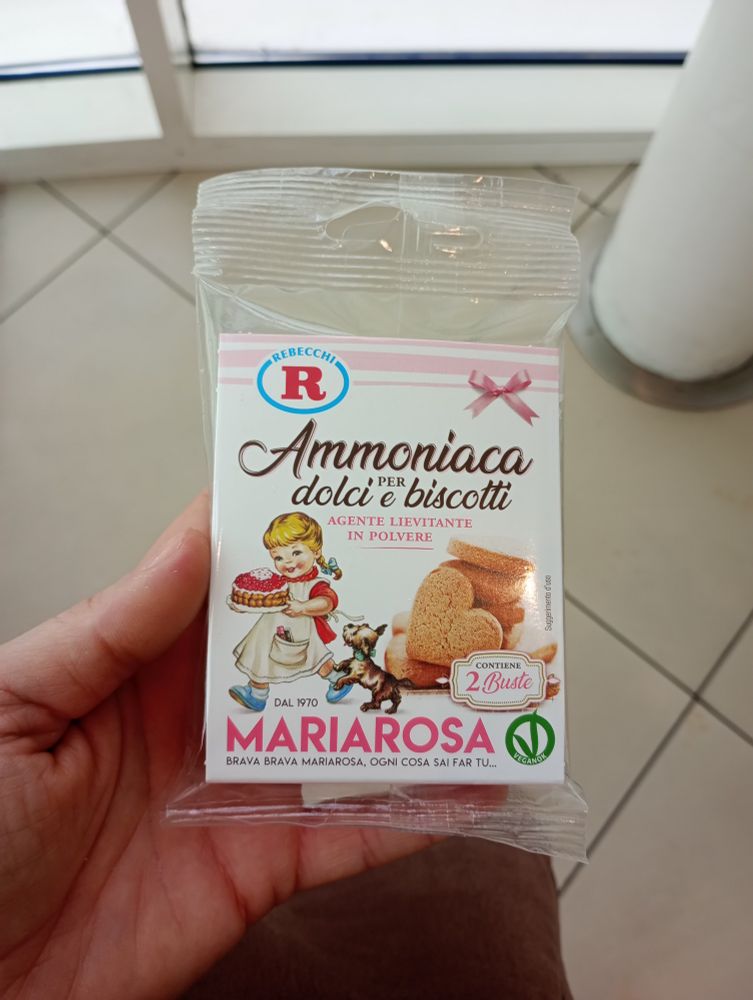 REBECCHI
R
Ammoniaca
PER
dolci e biscotti
AGENTE LIEVITANTE
IN POLVERE
Suggerimento d'uso
CONTIENE
2 Buste
DAL 1970
MARIAROSA
BRAVA BRAVA MARIAROSA, OGNI COSA SAI FAR TU...
VEGANOK